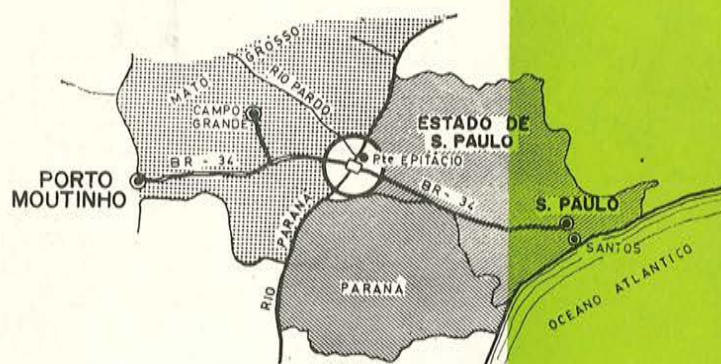 MATO GROSSO
RIO PARDO
CAMPO
GRANDE
ESTADO DE
S. PAULO
Pte EPITÁCIO
BR - 34
BR - 34
PORTO
MOUTINHO
S. PAULO
SANTOS
RIO PARANÁ
PARANÁ
OCEANO ATLANTICO